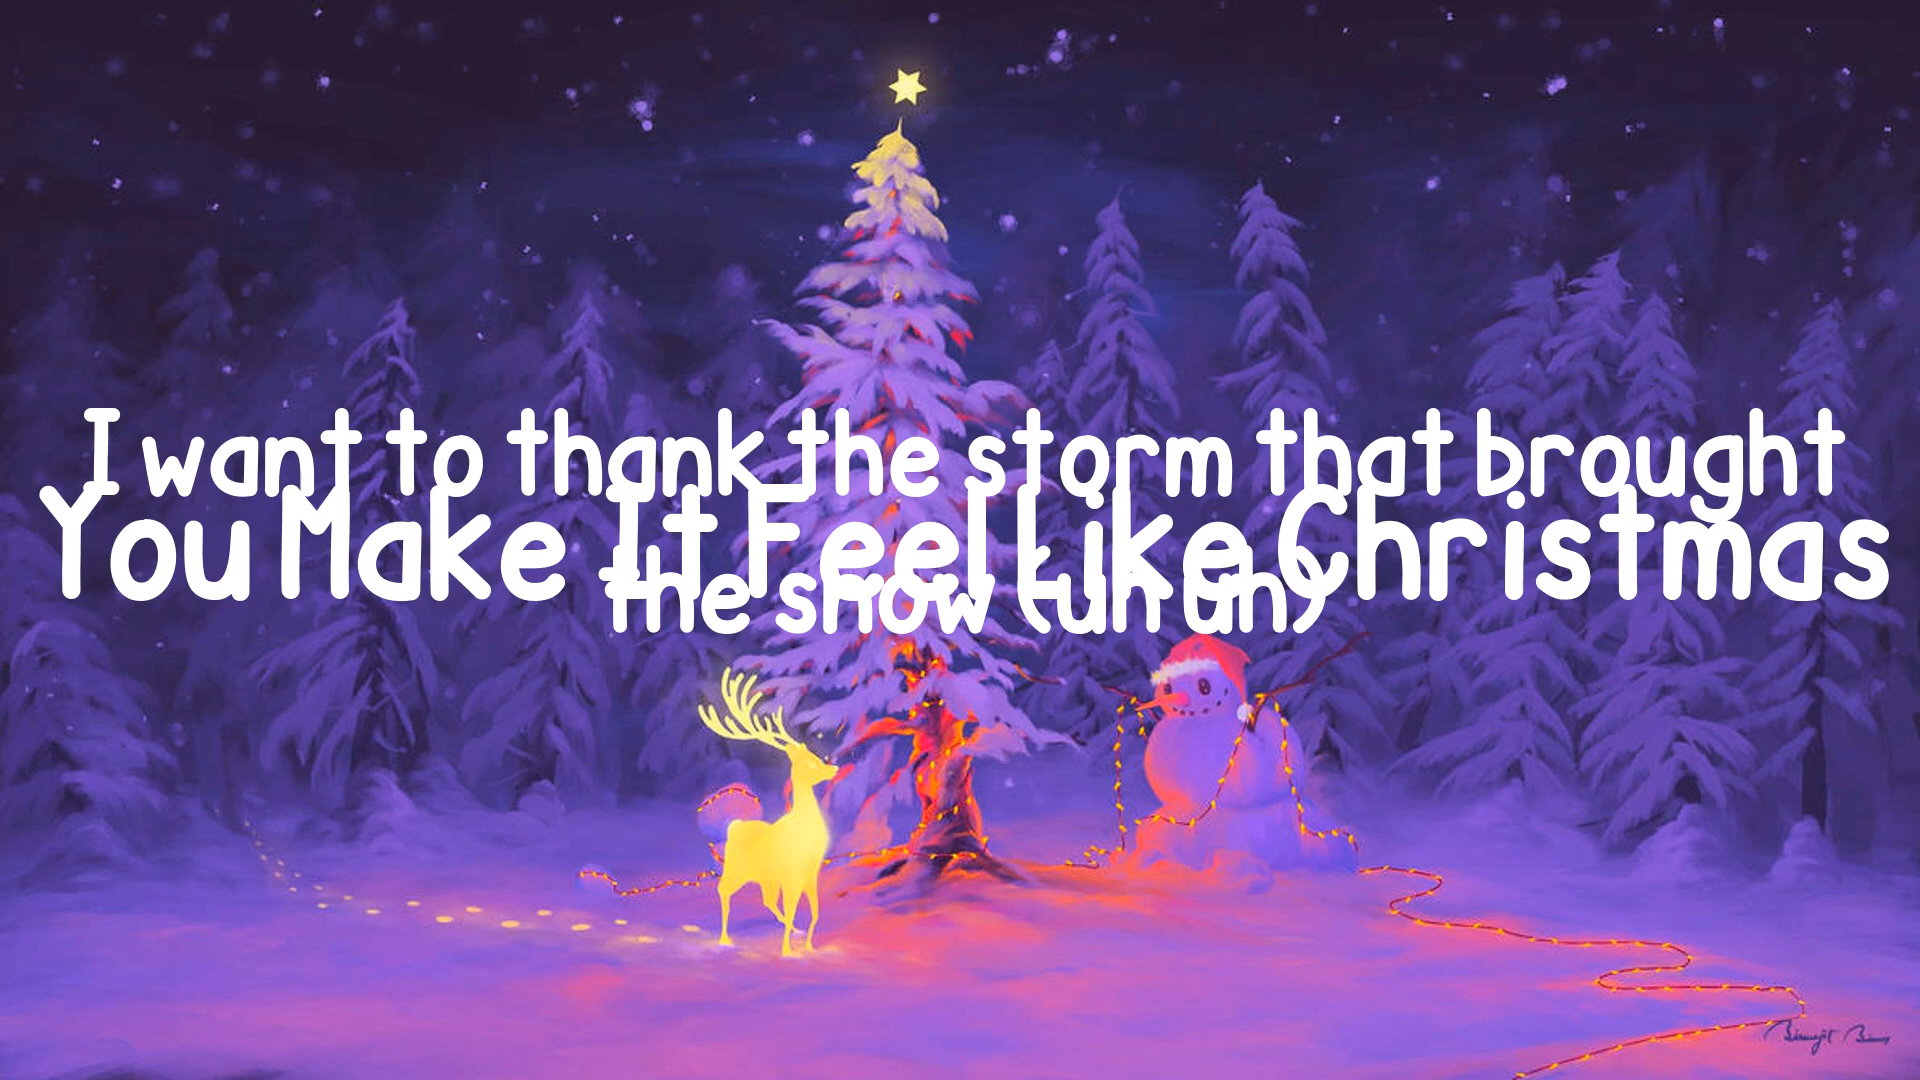 I want to thank the storm that brought
You Make It Feel Like Christmas
the snow (uh uh)